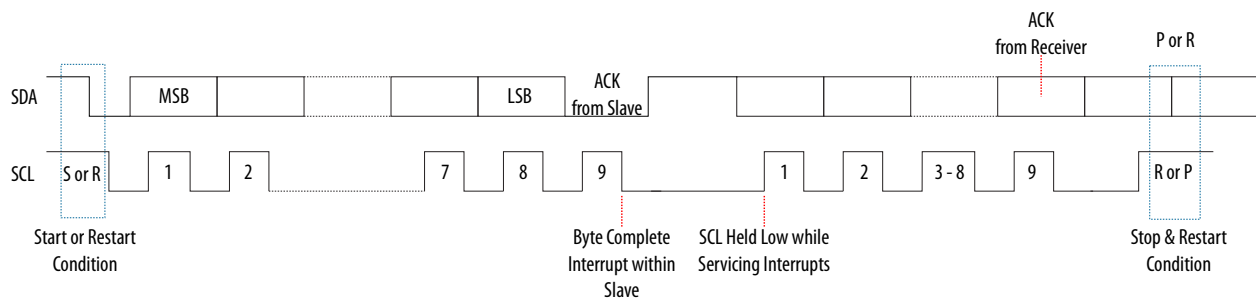 ACK
from Receiver
P or R
SDA
MSB
LSB
ACK
from Slave
SCL
S or R
1
2
7
8
9
1
2
3 - 8
9
R or P
Start or Restart
Condition
Byte Complete
Interrupt within
Slave
SCL Held Low while
Servicing Interrupts
Stop & Restart
Condition